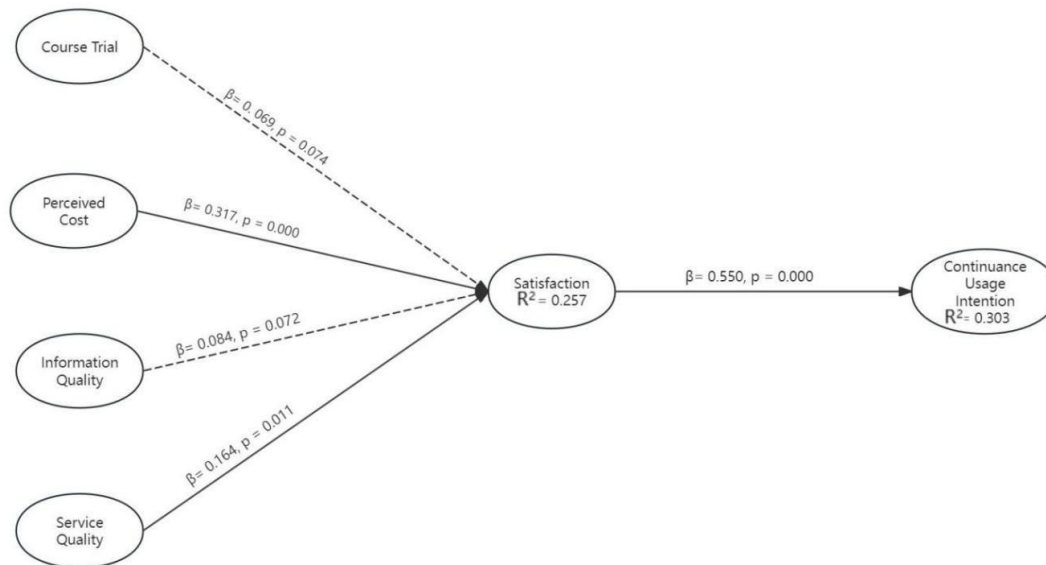 Course Trial
β= 0. 069, p = 0.074
Perceived
Cost
β= 0.317, p = 0.000
Satisfaction
R²= 0.257
β=0.550, p = 0.000
Continuance
Usage
Intention
R²= 0.303
Information
Quality
β= 0.084, p = 0.072
Service
Quality
β= 0.164, p = 0.011